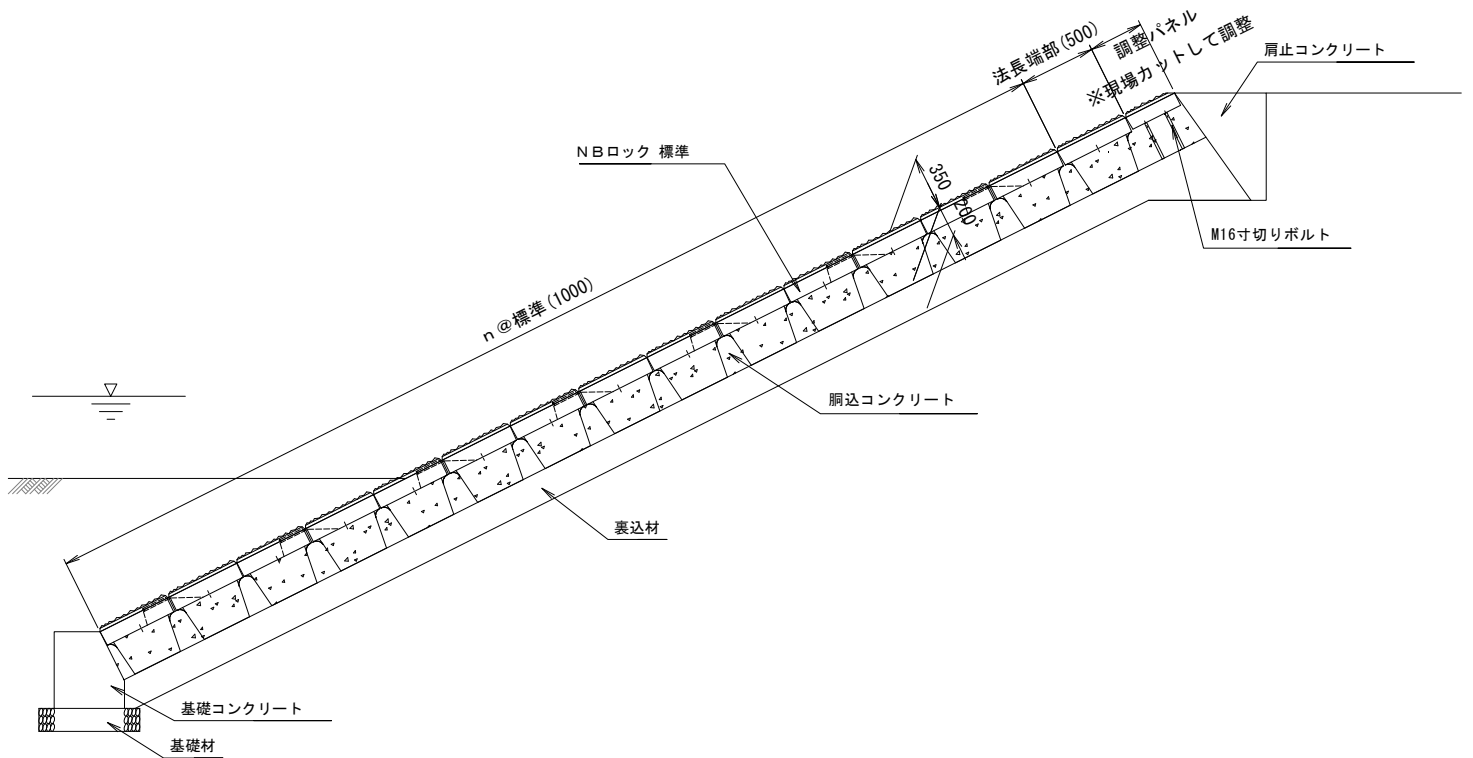 法長端部(500)
調整パネル
※現場カットして調整
肩止コンクリート
NBロック 標準
350
200
M16寸切りボルト
n@標準(1000)
胴込コンクリート
裏込材
基礎コンクリート
基礎材